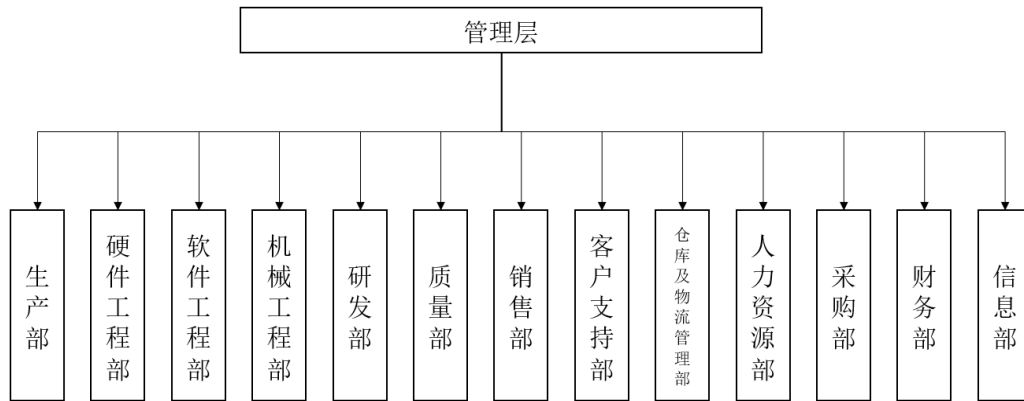 管理层
生产部
硬件工程部
软件工程部
机械工程部
研发部
质量部
销售部
客户支持部
仓库及物流管理部
人力资源部
采购部
财务部
信息部